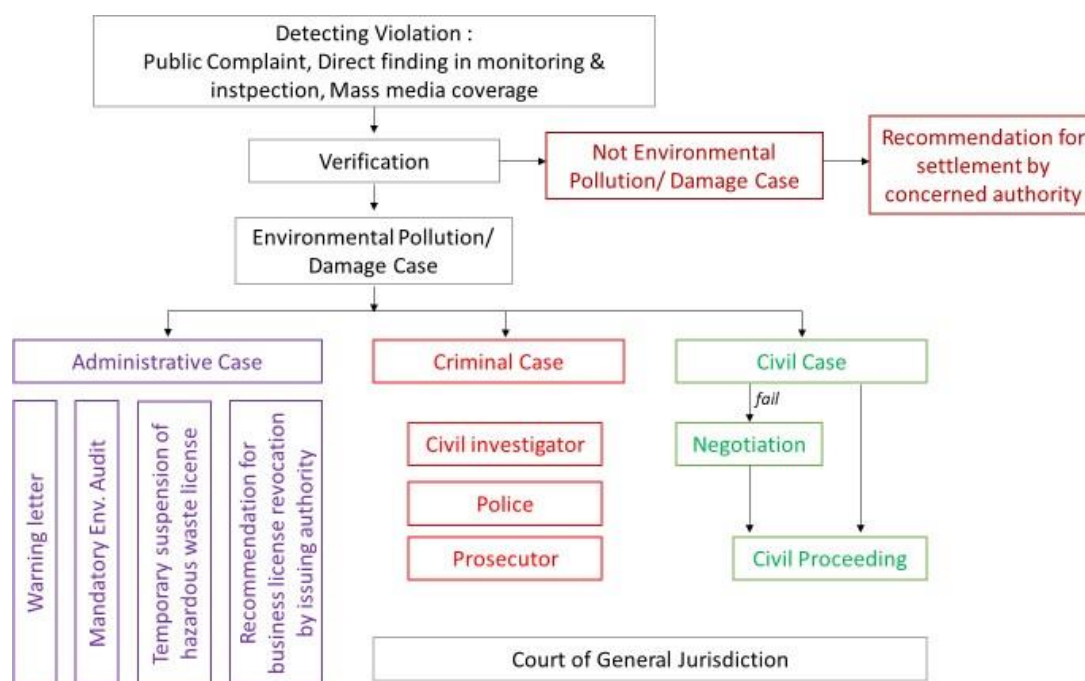 Detecting Violation :
Public Complaint, Direct finding in monitoring &
instpection, Mass media coverage
Verification
Not Environmental
Pollution/ Damage Case
Recommendation for
settlement by
concerned authority
Environmental Pollution/
Damage Case
Administrative Case
Criminal Case
Civil Case
fail
Warning letter
Mandatory Env. Audit
Temporary suspension of
hazardous waste license
Recommendation for
business license revocation
by issuing authority
Civil investigator
Police
Prosecutor
Negotiation
Civil Proceeding
Court of General Jurisdiction